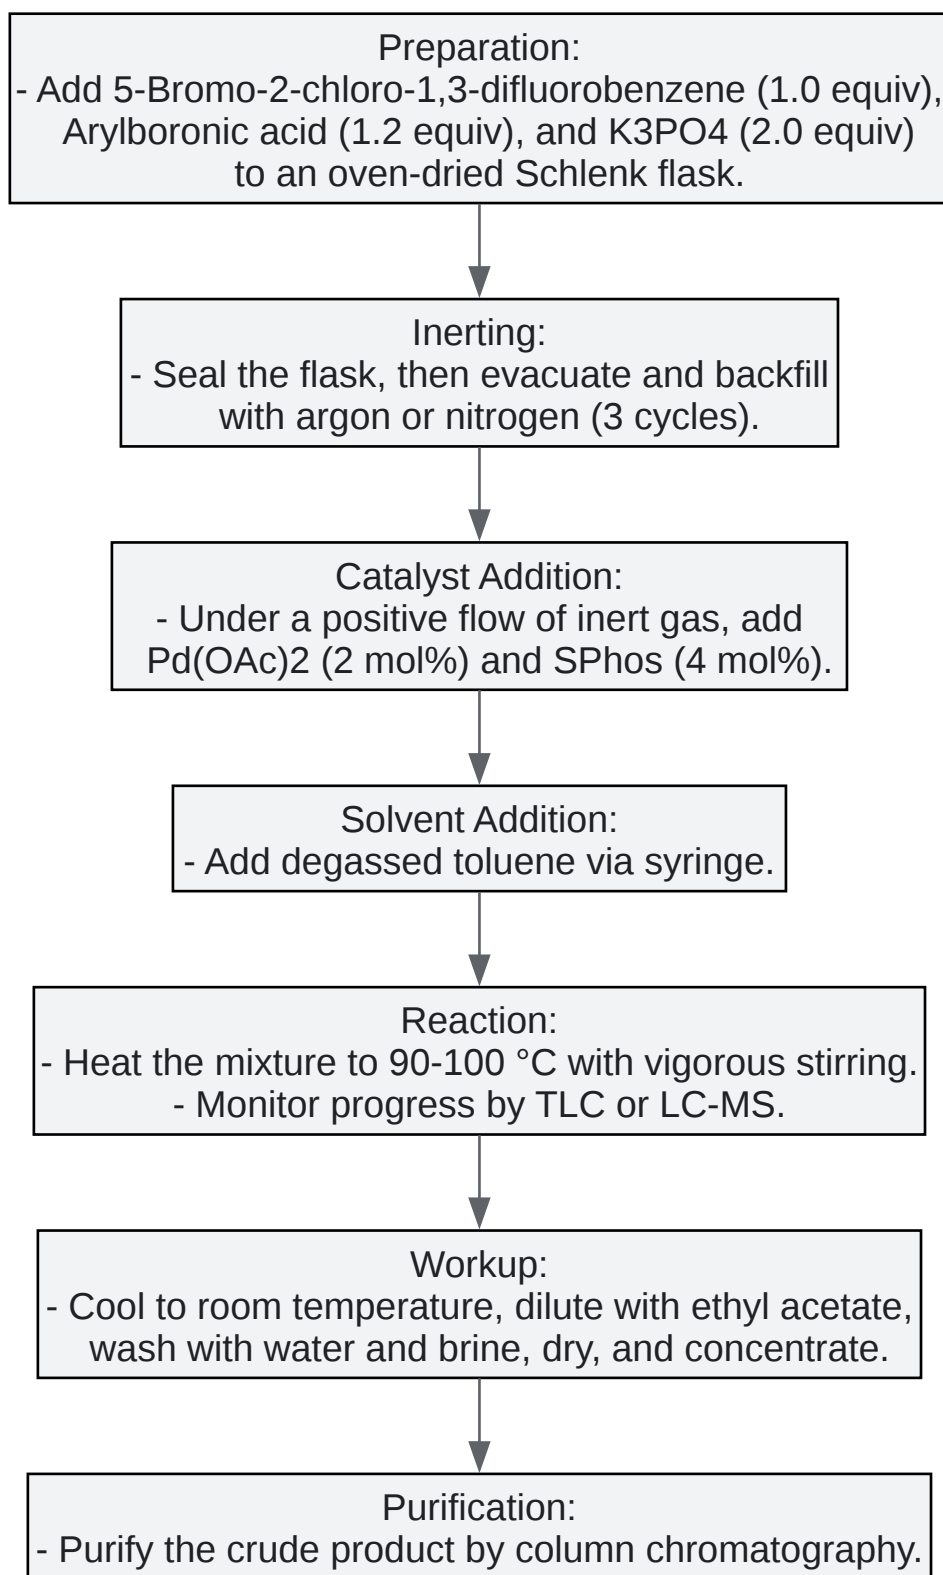 Preparation:
- Add 5-Bromo-2-chloro-1,3-difluorobenzene (1.0 equiv),
Arylboronic acid (1.2 equiv), and K3PO4 (2.0 equiv)
to an oven-dried Schlenk flask.
Inerting:
- Seal the flask, then evacuate and backfill
with argon or nitrogen (3 cycles).
Catalyst Addition:
- Under a positive flow of inert gas, add
Pd(OAc)2 (2 mol%) and SPhos (4 mol%).
Solvent Addition:
- Add degassed toluene via syringe.
Reaction:
- Heat the mixture to 90-100 °C with vigorous stirring.
- Monitor progress by TLC or LC-MS.
Workup:
- Cool to room temperature, dilute with ethyl acetate,
wash with water and brine, dry, and concentrate.
Purification:
- Purify the crude product by column chromatography.